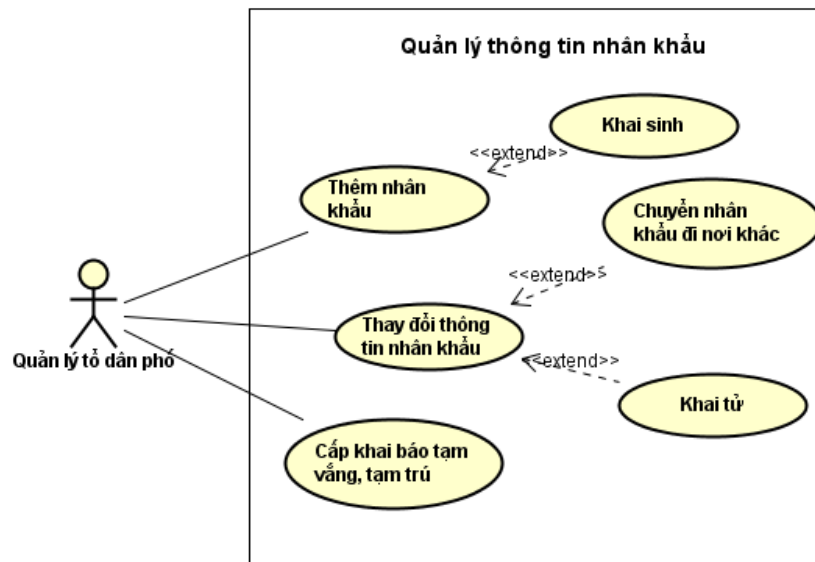 Quản lý thông tin nhân khẩu
Khai sinh
<<extend>>
Thêm nhân
khẩu
Chuyển nhân
khẩu đi nơi khác
<<extend>>
Thay đổi thông
tin nhân khẩu
<<extend>>
Quản lý tổ dân phố
Khai tử
Cấp khai báo tạm
vắng, tạm trú